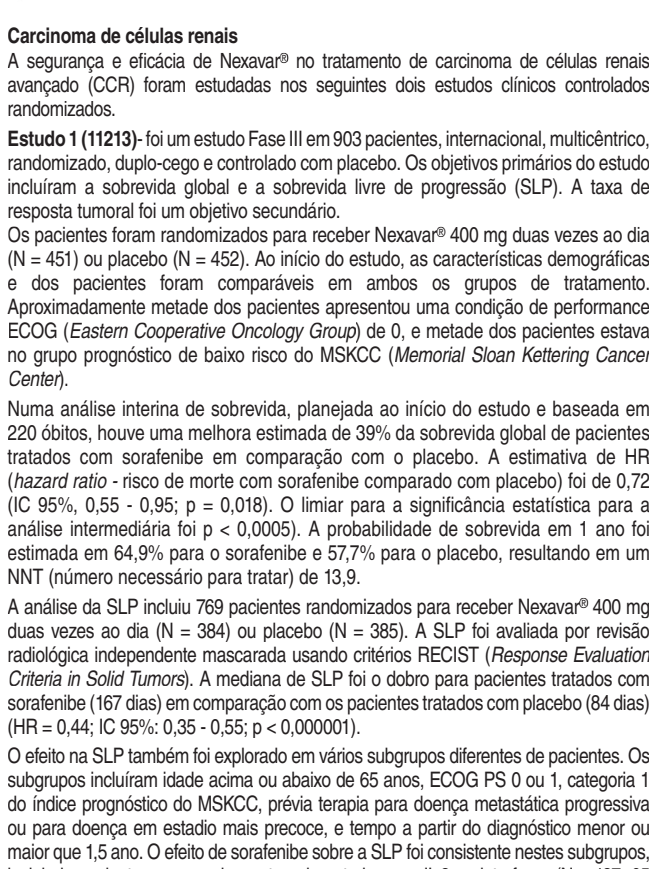 Carcinoma de células renais
A segurança e eficácia de Nexavar® no tratamento de carcinoma de células renais
avançado (CCR) foram estudadas nos seguintes dois estudos clínicos controlados
randomizados.
Estudo 1 (11213)- foi um estudo Fase III em 903 pacientes, internacional, multicêntrico,
randomizado, duplo-cego e controlado com placebo. Os objetivos primários do estudo
incluíram a sobrevida global e a sobrevida livre de progressão (SLP). A taxa de
resposta tumoral foi um objetivo secundário.
Os pacientes foram randomizados para receber Nexavar® 400 mg duas vezes ao dia
(N = 451) ou placebo (N = 452). Ao início do estudo, as características demográficas
e dos pacientes foram comparáveis em ambos os grupos de tratamento.
Aproximadamente metade dos pacientes apresentou uma condição de performance
ECOG (Eastern Cooperative Oncology Group) de 0, e metade dos pacientes estava
no grupo prognóstico de baixo risco do MSKCC (Memorial Sloan Kettering Cancer
Center).
Numa análise interina de sobrevida, planejada ao início do estudo e baseada em
220 óbitos, houve uma melhora estimada de 39% da sobrevida global de pacientes
tratados com sorafenibe em comparação com o placebo. A estimativa de HR
(hazard ratio - risco de morte com sorafenibe comparado com placebo) foi de 0,72
(IC 95%, 0,55 - 0,95; p = 0,018). O limiar para a significância estatística para a
análise intermediária foi p < 0,0005). A probabilidade de sobrevida em 1 ano foi
estimada em 64,9% para o sorafenibe e 57,7% para o placebo, resultando em um
NNT (número necessário para tratar) de 13,9.
A análise da SLP incluiu 769 pacientes randomizados para receber Nexavar® 400 mg
duas vezes ao dia (N = 384) ou placebo (N = 385). A SLP foi avaliada por revisão
radiológica independente mascarada usando critérios RECIST (Response Evaluation
Criteria in Solid Tumors). A mediana de SLP foi o dobro para pacientes tratados com
sorafenibe (167 dias) em comparação com os pacientes tratados com placebo (84 dias)
(HR = 0,44; IC 95%: 0,35 - 0,55; p < 0,000001).
O efeito na SLP também foi explorado em vários subgrupos diferentes de pacientes. Os
subgrupos incluíram idade acima ou abaixo de 65 anos, ECOG PS 0 ou 1, categoria 1
do índice prognóstico do MSKCC, prévia terapia para doença metastática progressiva
ou para doença em estadio mais precoce, e tempo a partir do diagnóstico menor ou
maior que 1,5 ano. O efeito de sorafenibe sobre a SLP foi consistente nestes subgrupos,